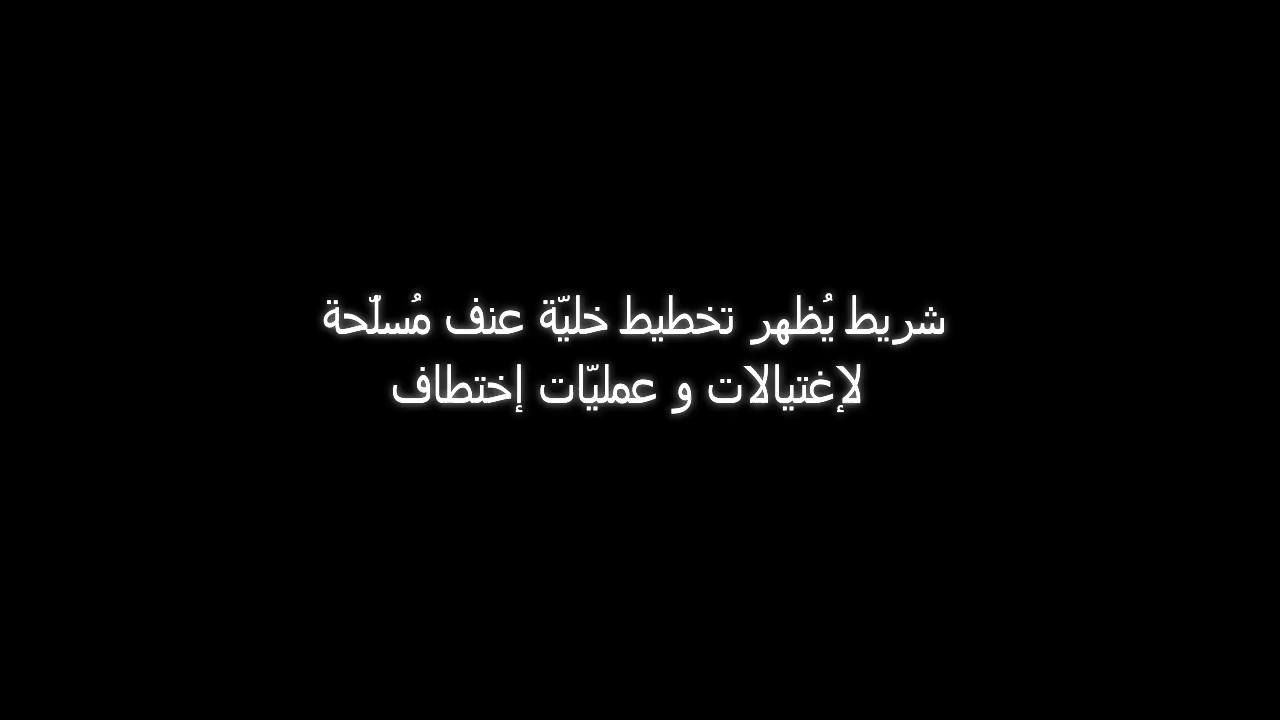 شريط يُظهر تخطيط خليّة عنف مُسلّحة
لإغتيالات و عمليّات إختطاف